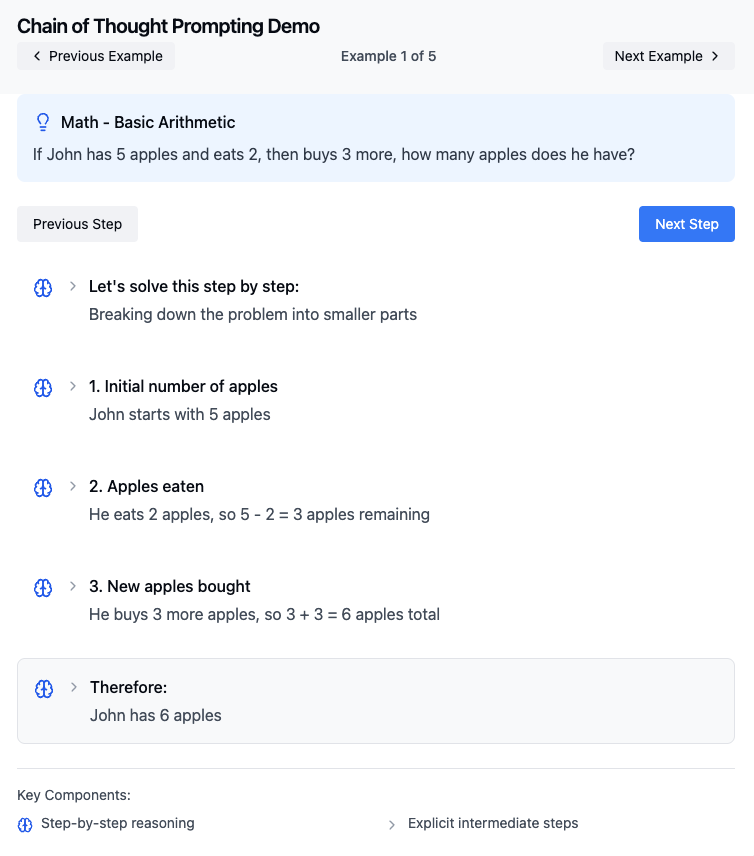 Chain of Thought Prompting Demo
Previous Example
Example 1 of 5
Next Example
Math - Basic Arithmetic
If John has 5 apples and eats 2, then buys 3 more, how many apples does he have?
Previous Step
Next Step
Let's solve this step by step:
Breaking down the problem into smaller parts
1. Initial number of apples
John starts with 5 apples
2. Apples eaten
He eats 2 apples, so 5 - 2 = 3 apples remaining
3. New apples bought
He buys 3 more apples, so 3 + 3 = 6 apples total
Therefore:
John has 6 apples
Key Components:
Step-by-step reasoning
Explicit intermediate steps